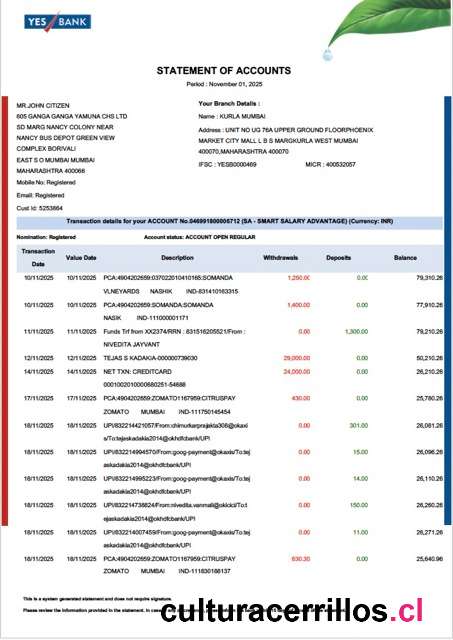 YES BANK
STATEMENT OF ACCOUNTS
Period : November 01, 2025
MR.JOHN CITIZEN
605 GANGA GANGA YAMUNA CHS LTD
SD MARG NANCY COLONY NEAR
NANCY BUS DEPOT GREEN VIEW
COMPLEX BORIVALI
EAST S O MUMBAI MUMBAI
MAHARASHTRA 400066
Mobile No: Registered
Email: Registered
Cust Id: 5253864
Your Branch Details :
Name : KURLA MUMBAI
Address : UNIT NO UG 76A UPPER GROUND FLOORPHOENIX
MARKET CITY MALL L B S MARGKURLA WEST MUMBAI
400070,MAHARASHTRA 400070
IFSC : YESB0000469 MICR : 400532057
Transaction details for your ACCOUNT No.046991800006712 (SA - SMART SALARY ADVANTAGE) (Currency: INR)
Nomination: Registered Account status: ACCOUNT OPEN REGULAR
Transaction Date Value Date Description Withdrawals Deposits Balance
10/11/2025 10/11/2025 PCA:4904202659:037022010410165:SOMANDA 1,250.00 0.00 79,310.26
VLNEYARDS NASHIK IND-831410163315
10/11/2025 10/11/2025 PCA:4904202659:SOMANDA:SOMANDA 1,400.00 0.00 77,910.26
NASIK IND-111000001171
11/11/2025 11/11/2025 Funds Trf from XX2374/RRN : 831516205521/From : 0.00 1,300.00 79,210.26
NIVEDITA JAYVANT
12/11/2025 12/11/2025 TEJAS S KADAKIA-000000739030 29,000.00 0.00 50,210.26
14/11/2025 14/11/2025 NET TXN: CREDITCARD 24,000.00 0.00 26,210.26
0001002010000680251-54688
17/11/2025 17/11/2025 PCA:4904202659:ZOMATO1167959:CITRUSPAY 430.00 0.00 25,780.26
ZOMATO MUMBAI IND-111750145454
18/11/2025 18/11/2025 UPI/832214421057/From:chimurkarprajakta308@okaxi 0.00 301.00 26,081.26
s/To:tejaskadakia2014@okhdfcbank/UPI
18/11/2025 18/11/2025 UPI/832214994570/From:goog-payment@okaxis/To:tej 0.00 15.00 26,096.26
askadakia2014@okhdfcbank/UPI
18/11/2025 18/11/2025 UPI/832214995223/From:goog-payment@okaxis/To:tej 0.00 14.00 26,110.26
askadakia2014@okhdfcbank/UPI
18/11/2025 18/11/2025 UPI/832214738624/From:nivedita.vanmali@okicici/To:t 0.00 150.00 26,260.26
ejaskadakia2014@okhdfcbank/UPI
18/11/2025 18/11/2025 UPI/832214007459/From:goog-payment@okaxis/To:tej 0.00 11.00 26,271.26
askadakia2014@okhdfcbank/UPI
18/11/2025 18/11/2025 PCA:4904202659:ZOMATO1167959:CITRUSPAY 630.30 0.00 25,640.96
ZOMATO MUMBAI IND-111830168137
This is a system generated statement and does not require signature.
Please review the information provided in the statement. In case of any
culturacerrillos.cl